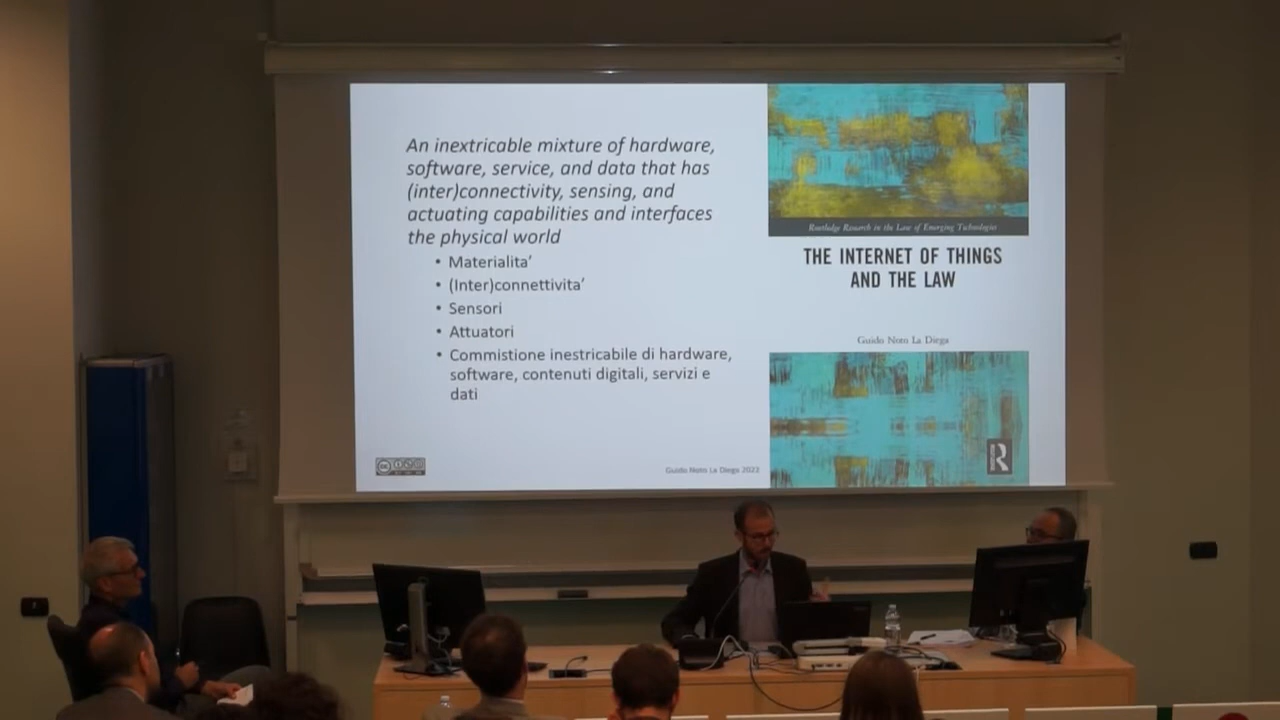 An inextricable mixture of hardware,
software, service, and data that has
(inter)connectivity, sensing, and
actuating capabilities and interfaces
the physical world
• Materialita’
• (Inter)connettivita’
• Sensori
• Attuatori
• Commistione inestricabile di hardware,
software, contenuti digitali, servizi e
dati
Guido Noto La Diega 2022
Routledge Research in the Law of Emerging Technologies
THE INTERNET OF THINGS
AND THE LAW
Guido Noto La Diega
R